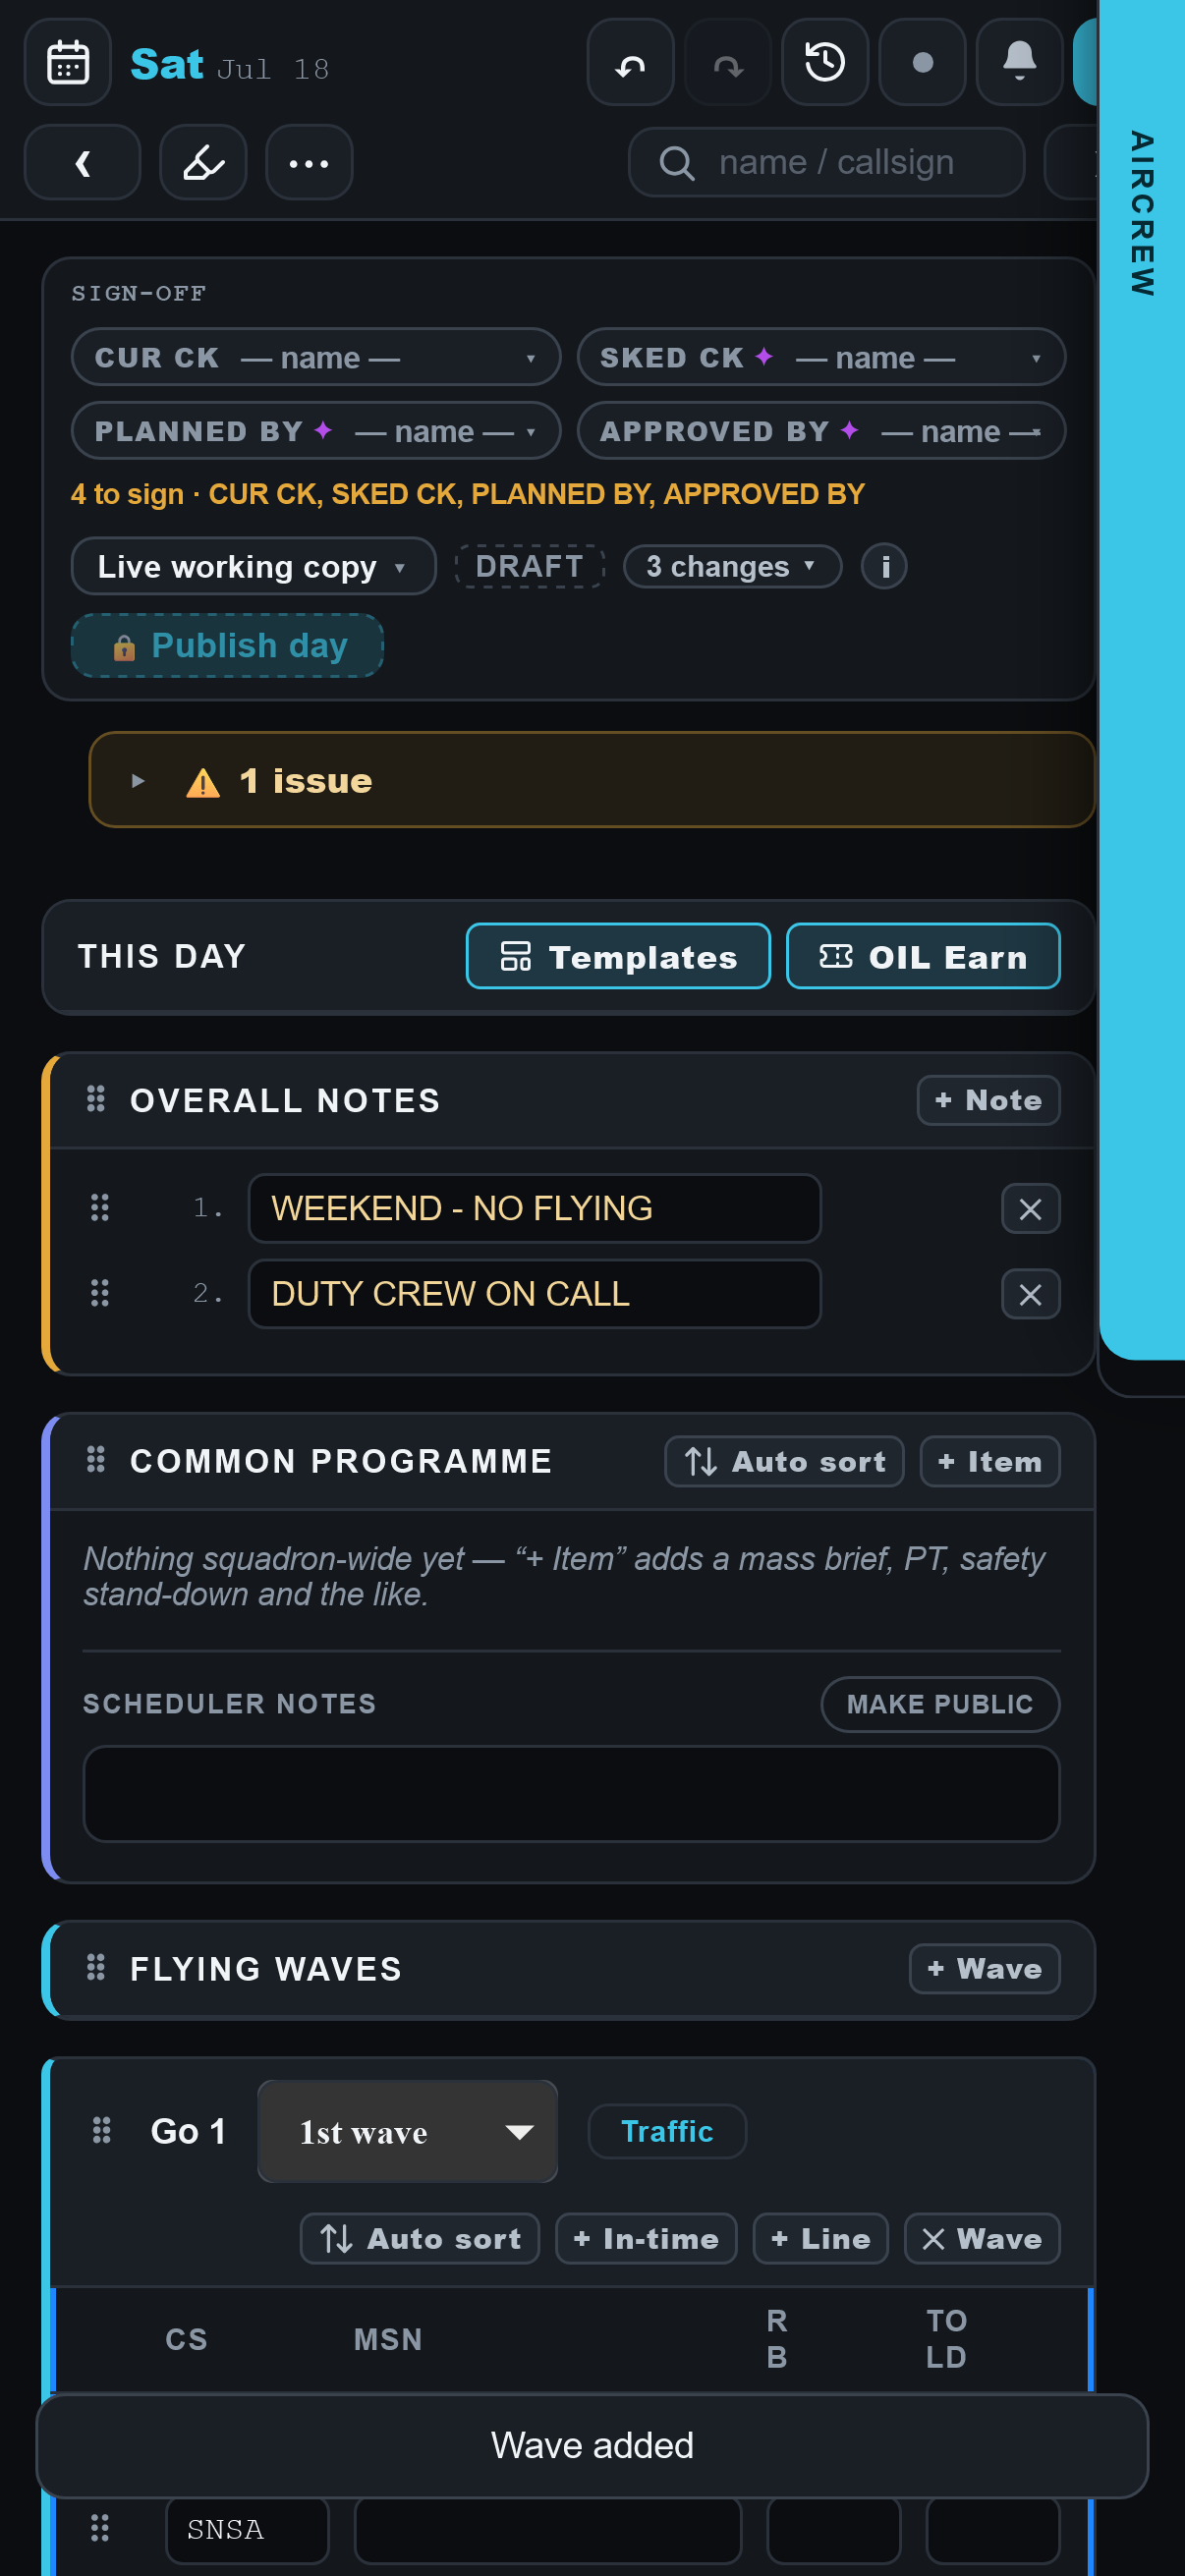 Sat Jul 18
name / callsign
AIRCREW
SIGN-OFF
CUR CK — name —
SKED CK ✦ — name —
PLANNED BY ✦ — name —
APPROVED BY ✦ — name —
4 to sign · CUR CK, SKED CK, PLANNED BY, APPROVED BY
Live working copy
DRAFT
3 changes
i
Publish day
1 issue
THIS DAY
Templates
OIL Earn
OVERALL NOTES
+ Note
1. WEEKEND - NO FLYING
2. DUTY CREW ON CALL
COMMON PROGRAMME
Auto sort
+ Item
Nothing squadron-wide yet — “+ Item” adds a mass brief, PT, safety
stand-down and the like.
SCHEDULER NOTES
MAKE PUBLIC
FLYING WAVES
+ Wave
Go 1
1st wave
Traffic
Auto sort
+ In-time
+ Line
× Wave
CS
MSN
R
B
TO
LD
Wave added
SNSA